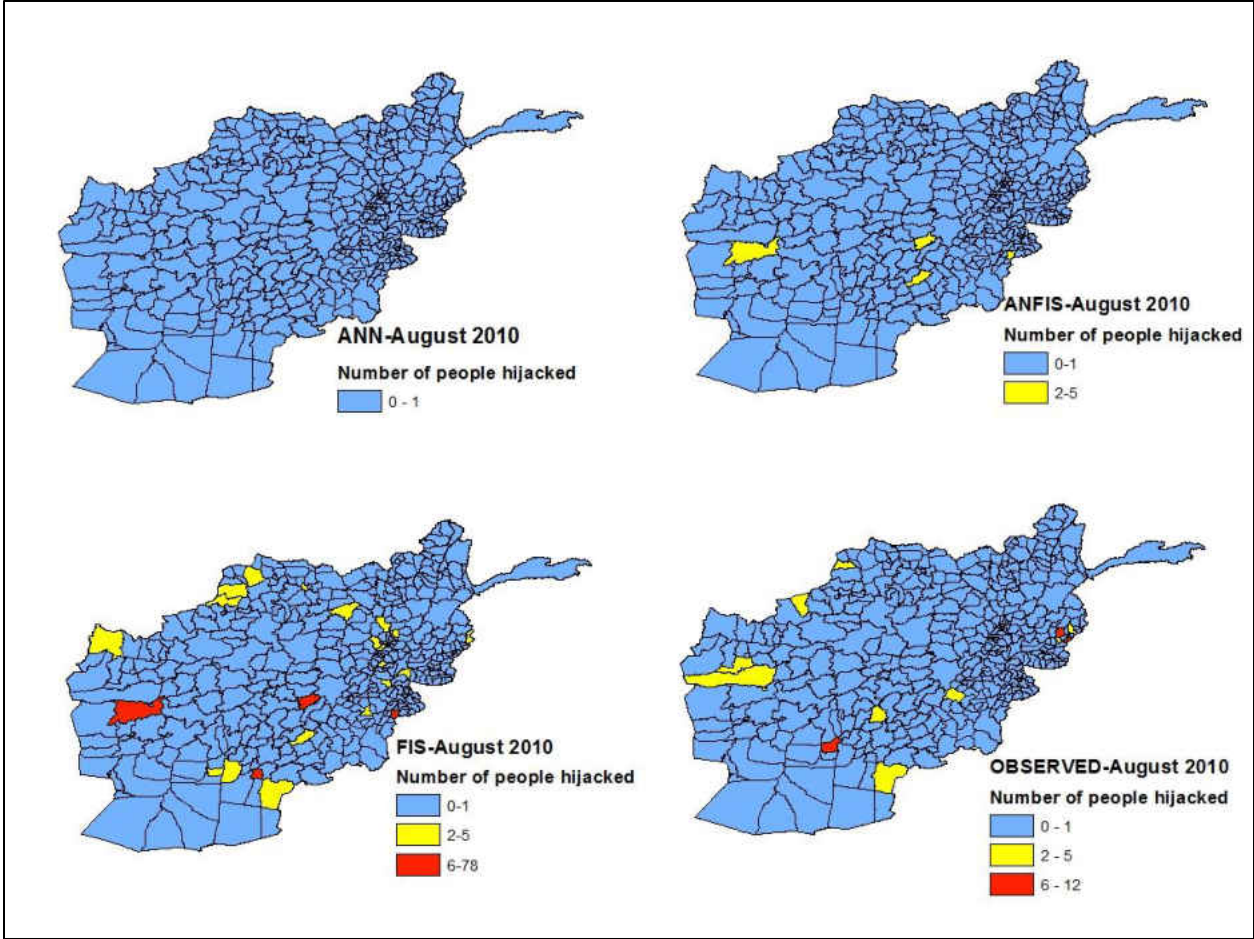 ANN-August 2010
Number of people hijacked
0 - 1
ANFIS-August 2010
Number of people hijacked
0-1
2-5
FIS-August 2010
Number of people hijacked
0-1
2-5
6-78
OBSERVED-August 2010
Number of people hijacked
0 - 1
2 - 5
6 - 12